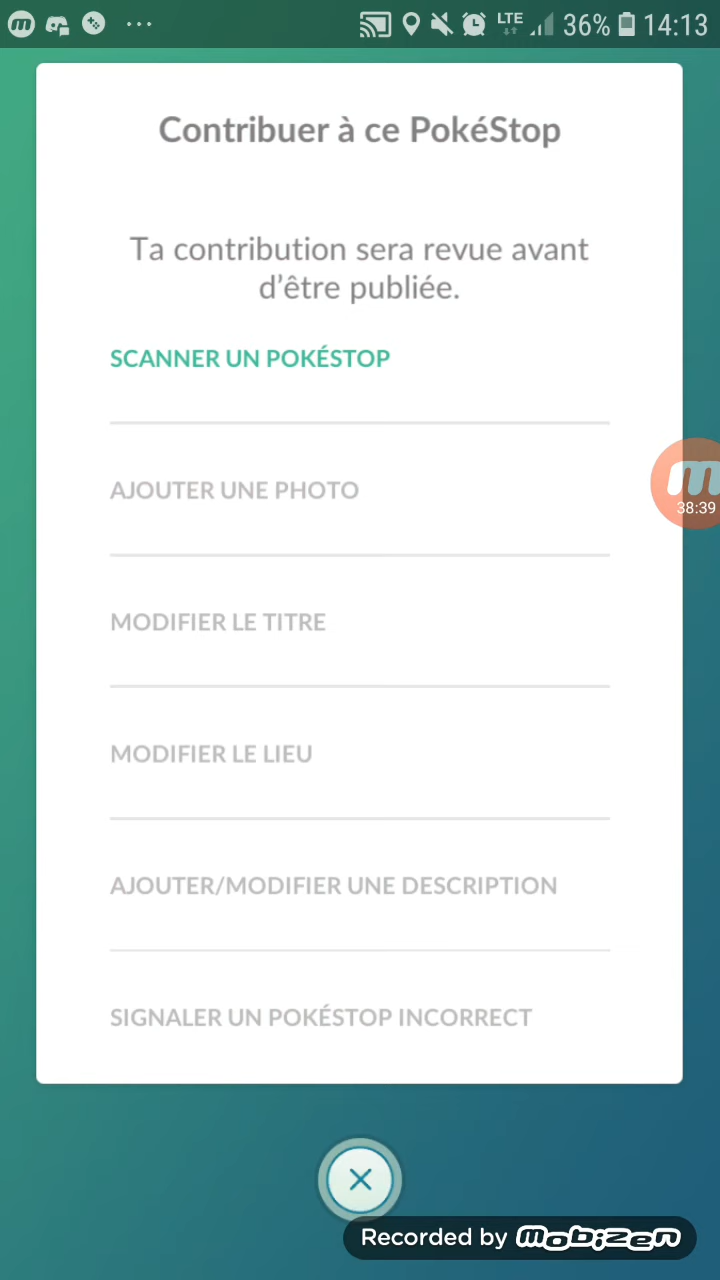 LTE 36% 14:13
Contribuer à ce PokéStop
Ta contribution sera revue avant
d'être publiée.
SCANNER UN POKÉSTOP
AJOUTER UNE PHOTO
38:39
MODIFIER LE TITRE
MODIFIER LE LIEU
AJOUTER/MODIFIER UNE DESCRIPTION
SIGNALER UN POKÉSTOP INCORRECT
Recorded by mobizen